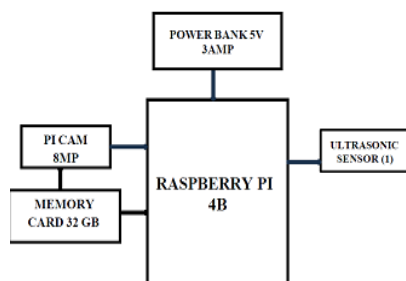 POWER BANK 5V
3AMP
PI CAM
8MP
ULTRASONIC
SENSOR (1)
RASPBERRY PI
4B
MEMORY
CARD 32 GB